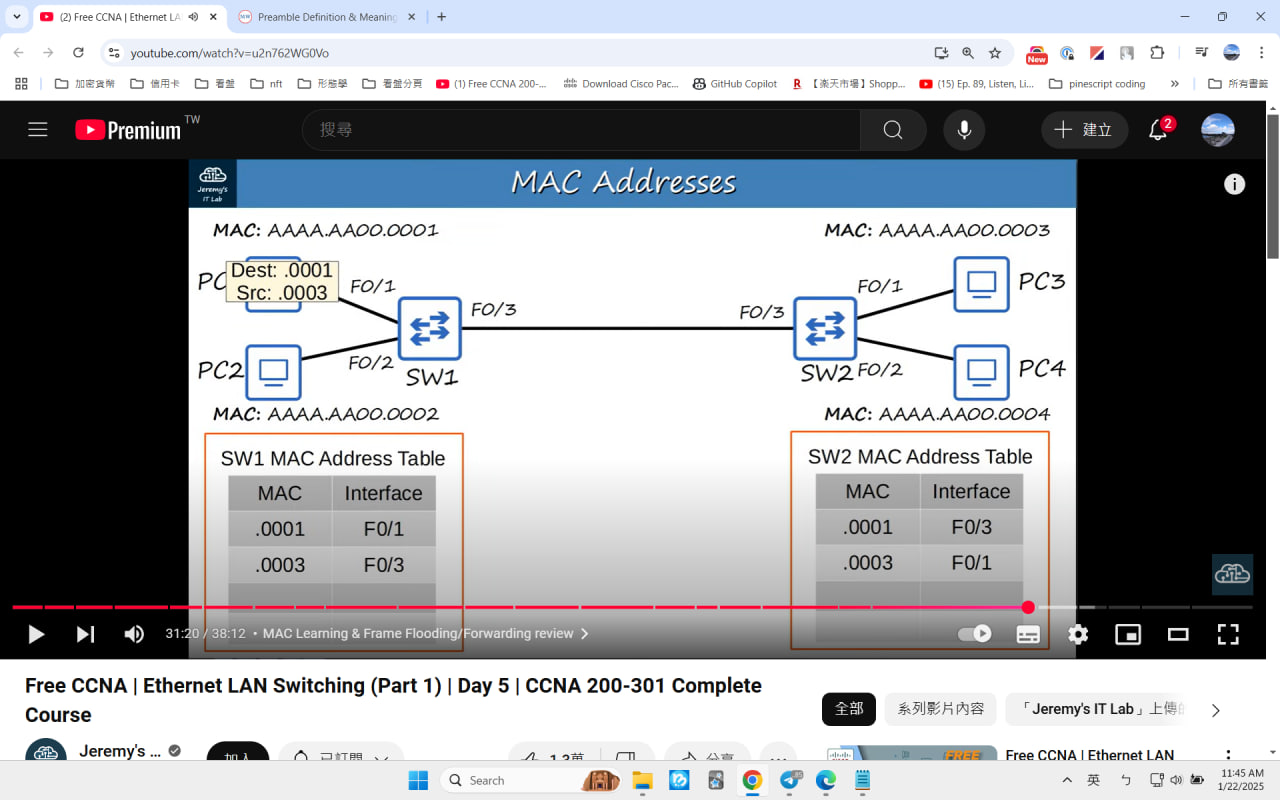 (2) Free CCNA | Ethernet LA
Preamble Definition & Meaning
youtube.com/watch?v=u2n762WG0Vo
New
加密貨幣
信用卡
看盤
nft
形態學
看盤分頁
(1) Free CCNA 200-...
Download Cisco Pac...
GitHub Copilot
R 【楽天市場】Shopp...
(15) Ep. 89, Listen, Li...
pinescript coding
»
所有書籤
Premium TW
搜尋
建立
2
Jeremy's
IT Lab
MAC Addresses
MAC: AAAA.AA00.0001
MAC: AAAA.AA00.0003
PC
Dest: .0001
Src: .0003
F0/1
F0/3
SW1
F0/3
F0/1
PC3
PC2
F0/2
SW2
F0/2
PC4
MAC: AAAA.AA00.0002
MAC: AAAA.AA00.0004
SW1 MAC Address Table
MAC Interface
.0001 F0/1
.0003 F0/3
SW2 MAC Address Table
MAC Interface
.0001 F0/3
.0003 F0/1
31:20 / 38:12 • MAC Learning & Frame Flooding/Forwarding review
Free CCNA | Ethernet LAN Switching (Part 1) | Day 5 | CCNA 200-301 Complete
Course
全部
系列影片內容
「Jeremy's IT Lab」上傳的
Jeremy's ...
加入
已訂閱
1.3萬
分享
FREE
Free CCNA | Ethernet LAN
Search
英
ㄅ
11:45 AM
1/22/2025